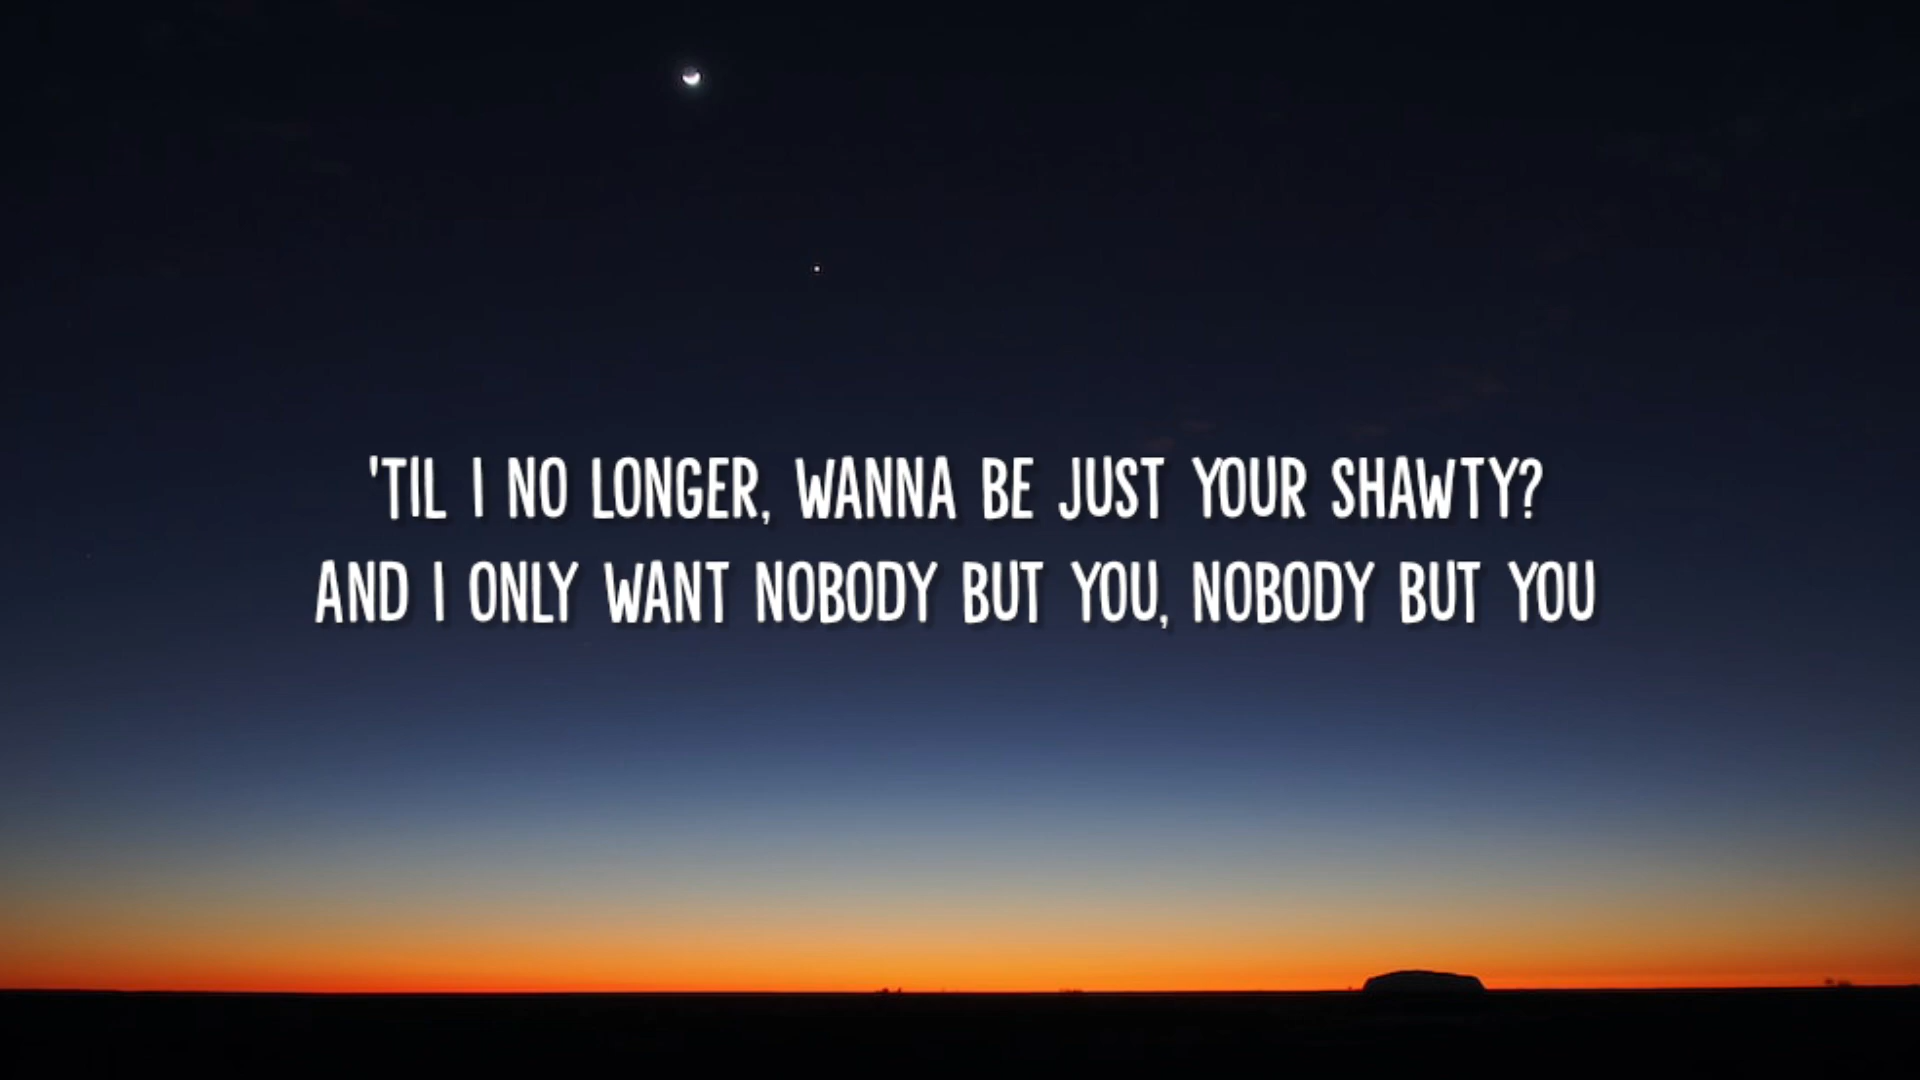 'TIL I NO LONGER, WANNA BE JUST YOUR SHAWTY?
AND I ONLY WANT NOBODY BUT YOU, NOBODY BUT YOU